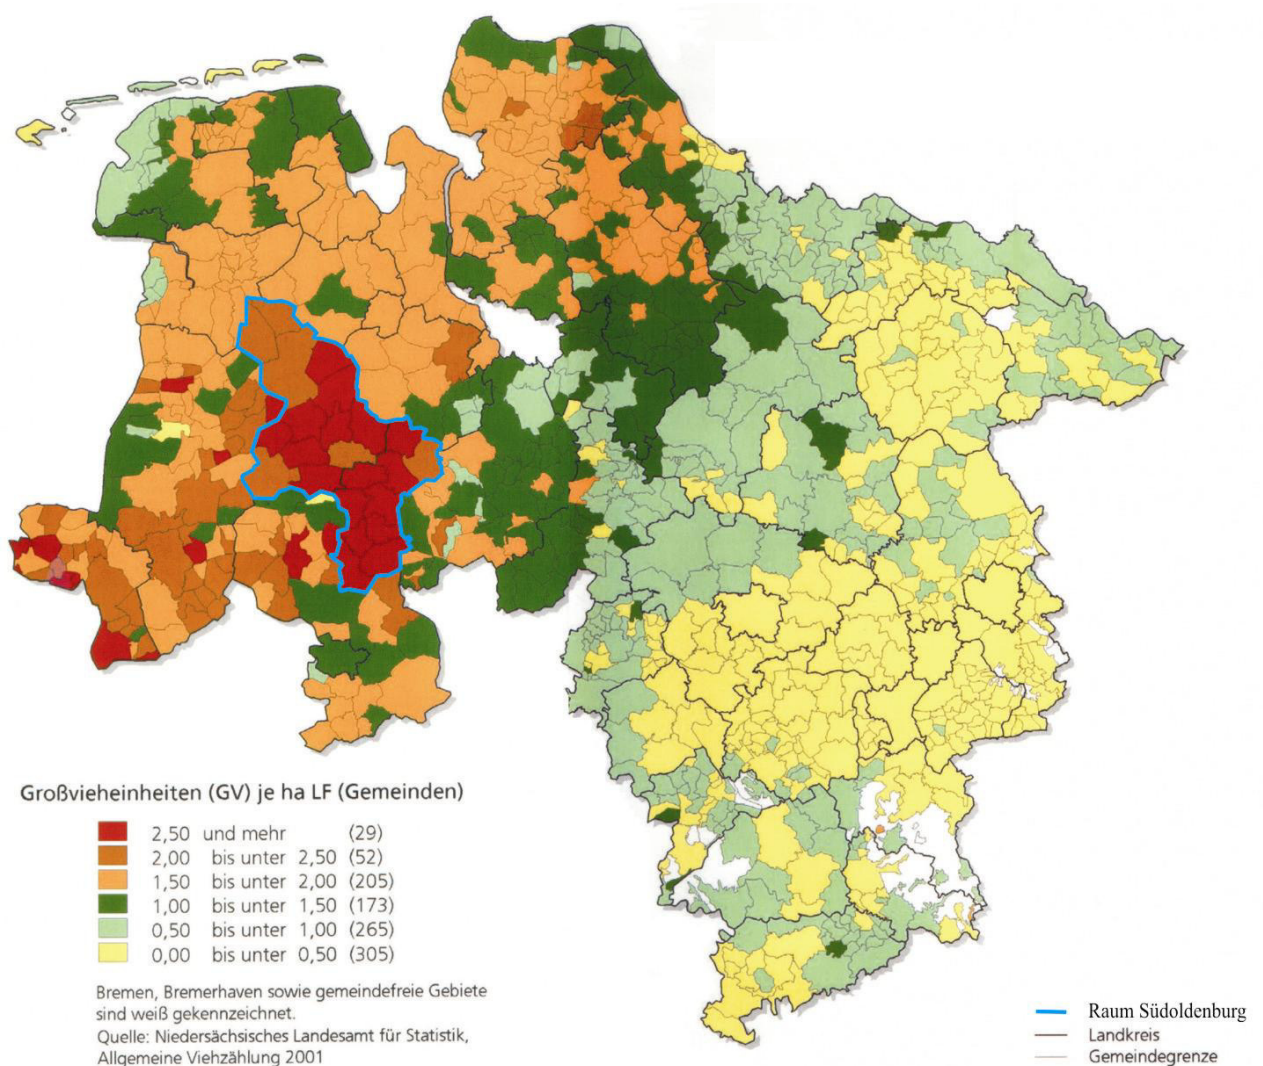 Großvieheinheiten (GV) je ha LF (Gemeinden)
2,50 und mehr (29)
2,00 bis unter 2,50 (52)
1,50 bis unter 2,00 (205)
1,00 bis unter 1,50 (173)
0,50 bis unter 1,00 (265)
0,00 bis unter 0,50 (305)
Bremen, Bremerhaven sowie gemeindefreie Gebiete
sind weiß gekennzeichnet.
Quelle: Niedersächsisches Landesamt für Statistik,
Allgemeine Viehzählung 2001
Raum Südoldenburg
Landkreis
Gemeindegrenze